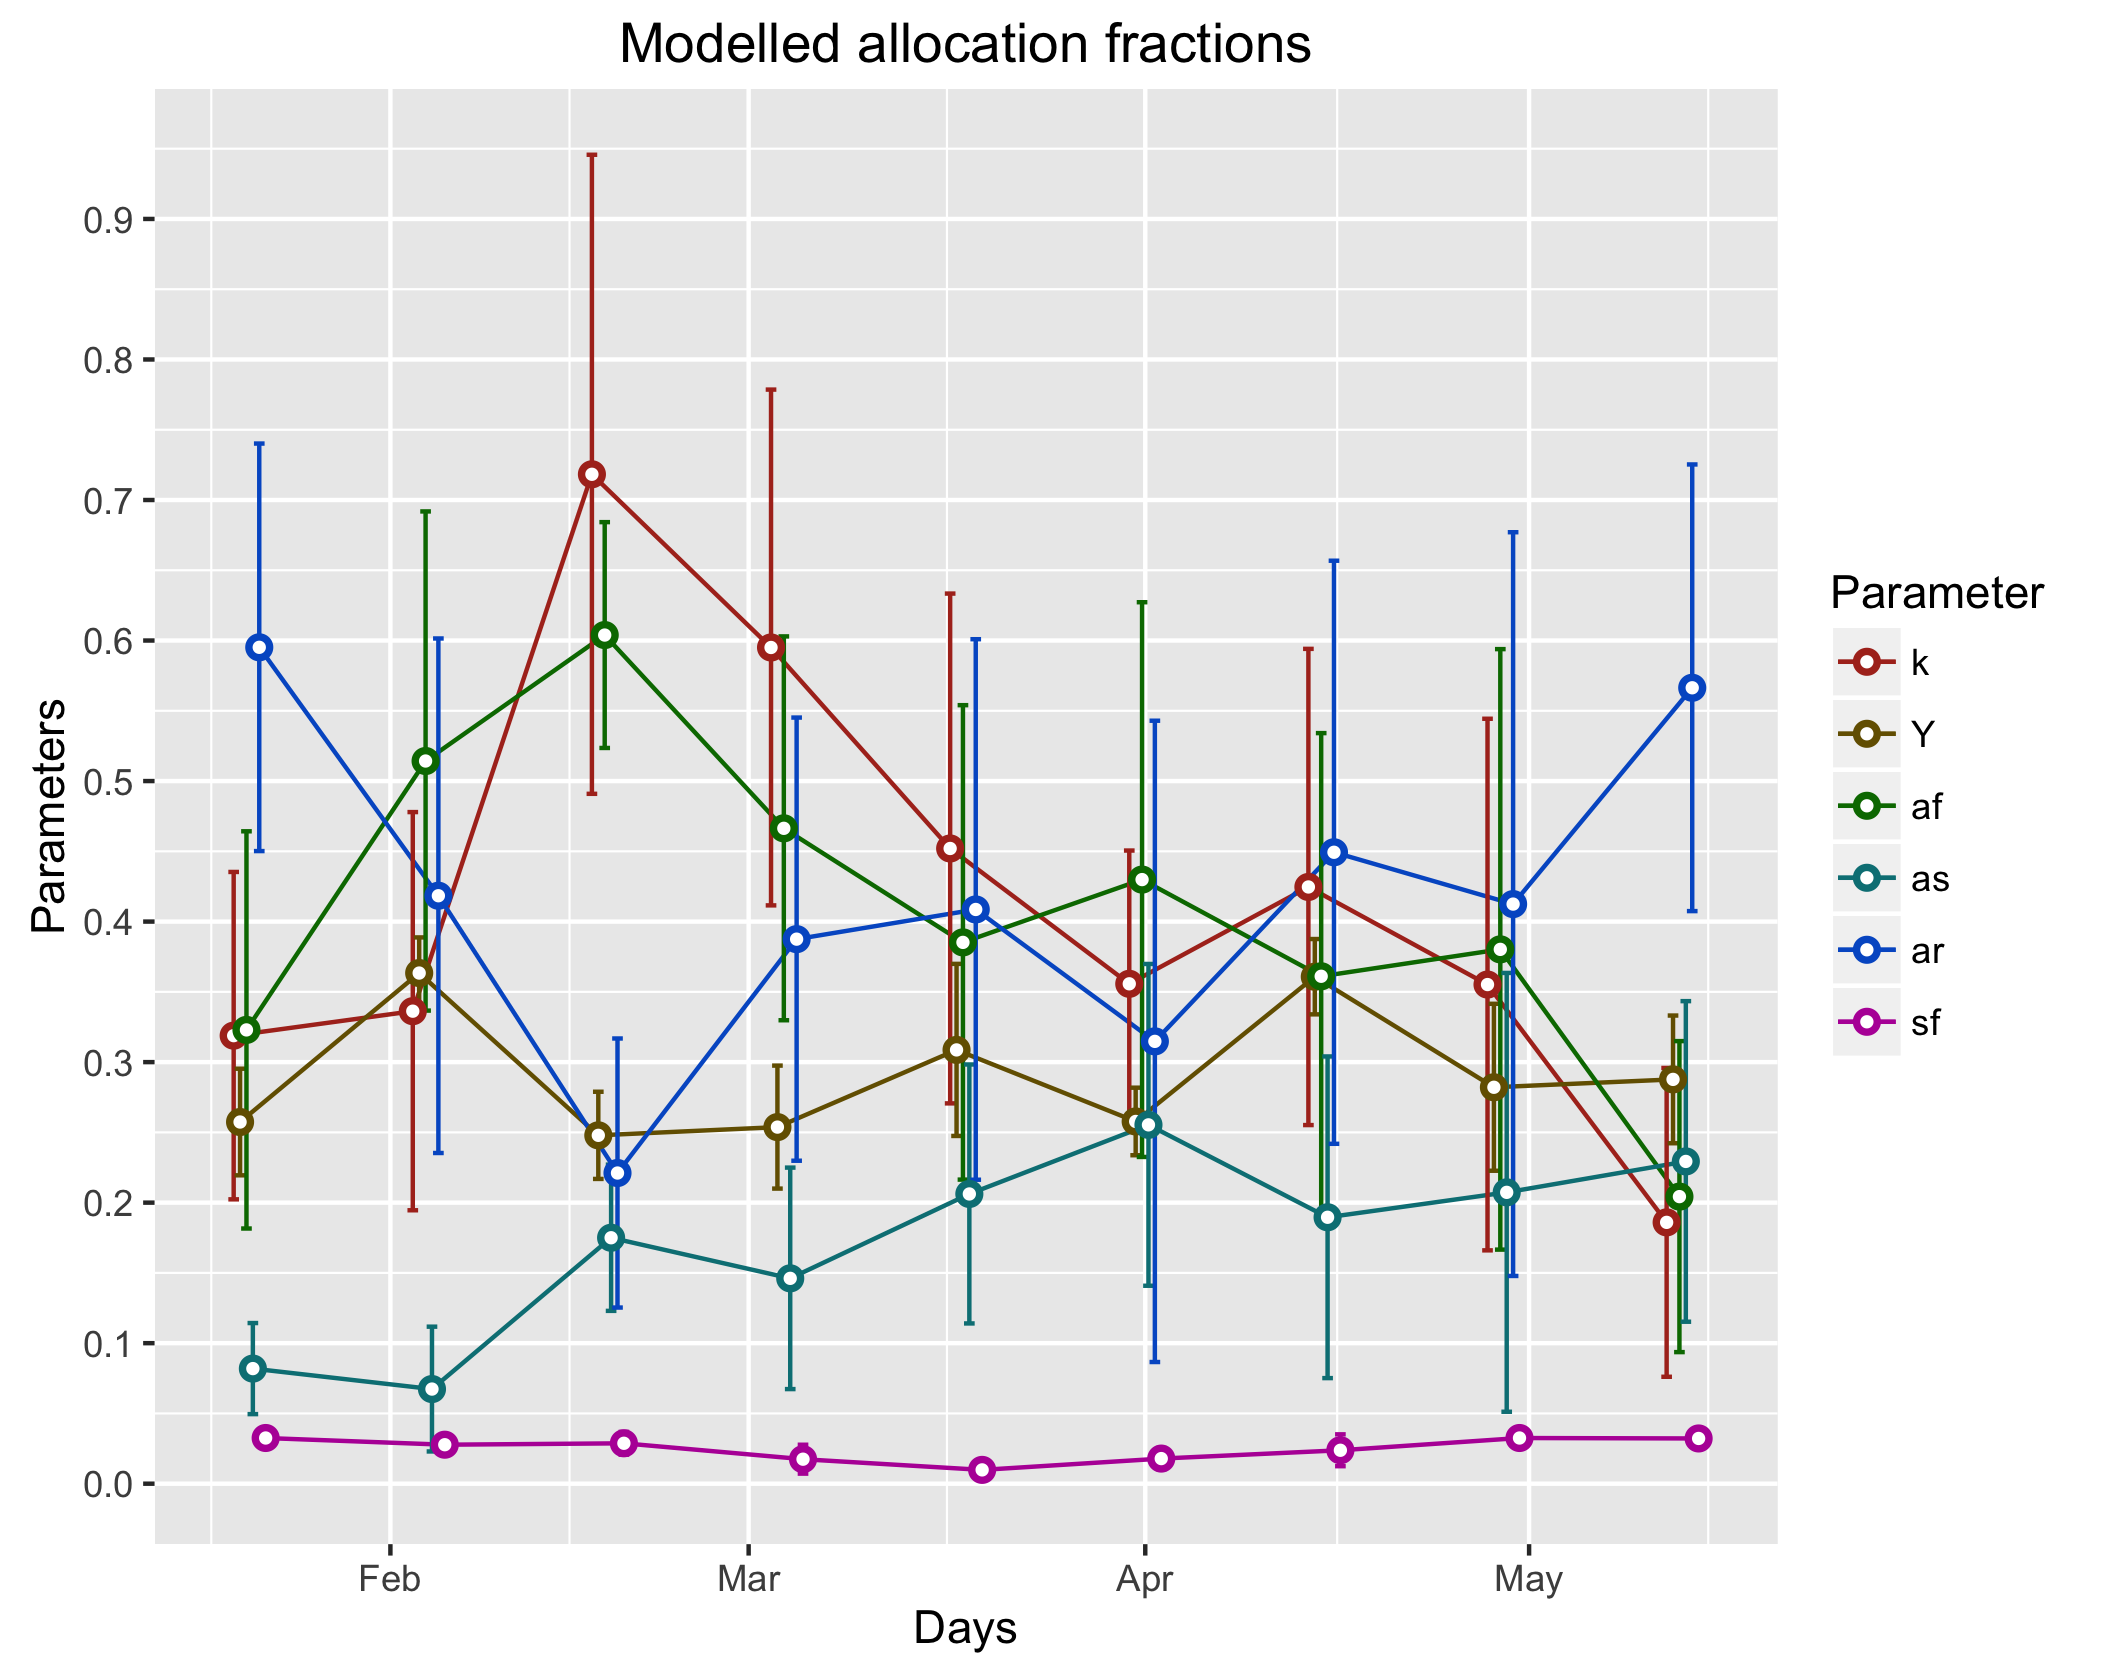 Modelled allocation fractions
Parameters
0.9
0.8
0.7
0.6
0.5
0.4
0.3
0.2
0.1
0.0
Feb Mar Apr May
Days
Parameter
k
Y
af
as
ar
sf